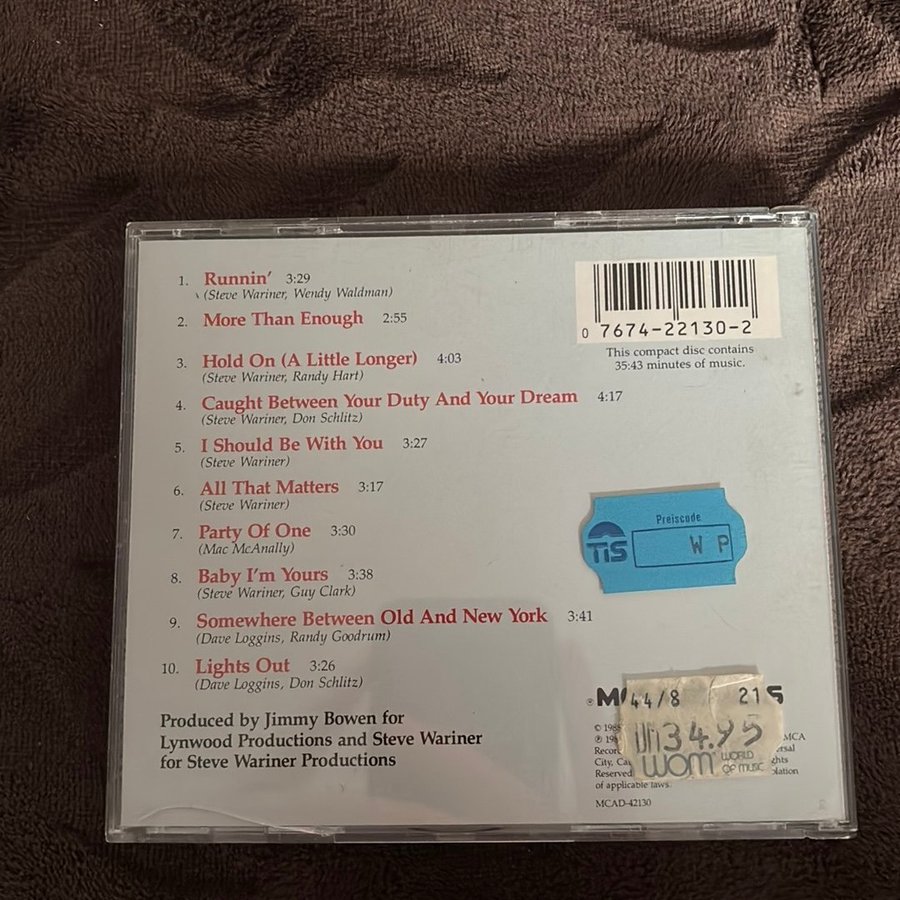 1. Runnin' 3:29
(Steve Wariner, Wendy Waldman)
2. More Than Enough 2:55
3. Hold On (A Little Longer) 4:03
(Steve Wariner, Randy Hart)
4. Caught Between Your Duty And Your Dream 4:17
(Steve Wariner, Don Schlitz)
5. I Should Be With You 3:27
(Steve Wariner)
6. All That Matters 3:17
(Steve Wariner)
7. Party Of One 3:30
(Mac McAnally)
8. Baby I'm Yours 3:38
(Steve Wariner, Guy Clark)
9. Somewhere Between Old And New York 3:41
(Dave Loggins, Randy Goodrum)
10. Lights Out 3:26
(Dave Loggins, Don Schlitz)
Produced by Jimmy Bowen for
Lynwood Productions and Steve Wariner
for Steve Wariner Productions
0 7674-22130-2
This compact disc contains
35:43 minutes of music.
Preiscode
TIS
W P
44/8 21
34.95
WOM WORLD
OF MUSIC
MCA
City,
Reserved
of applicable laws.
MCAD-42130